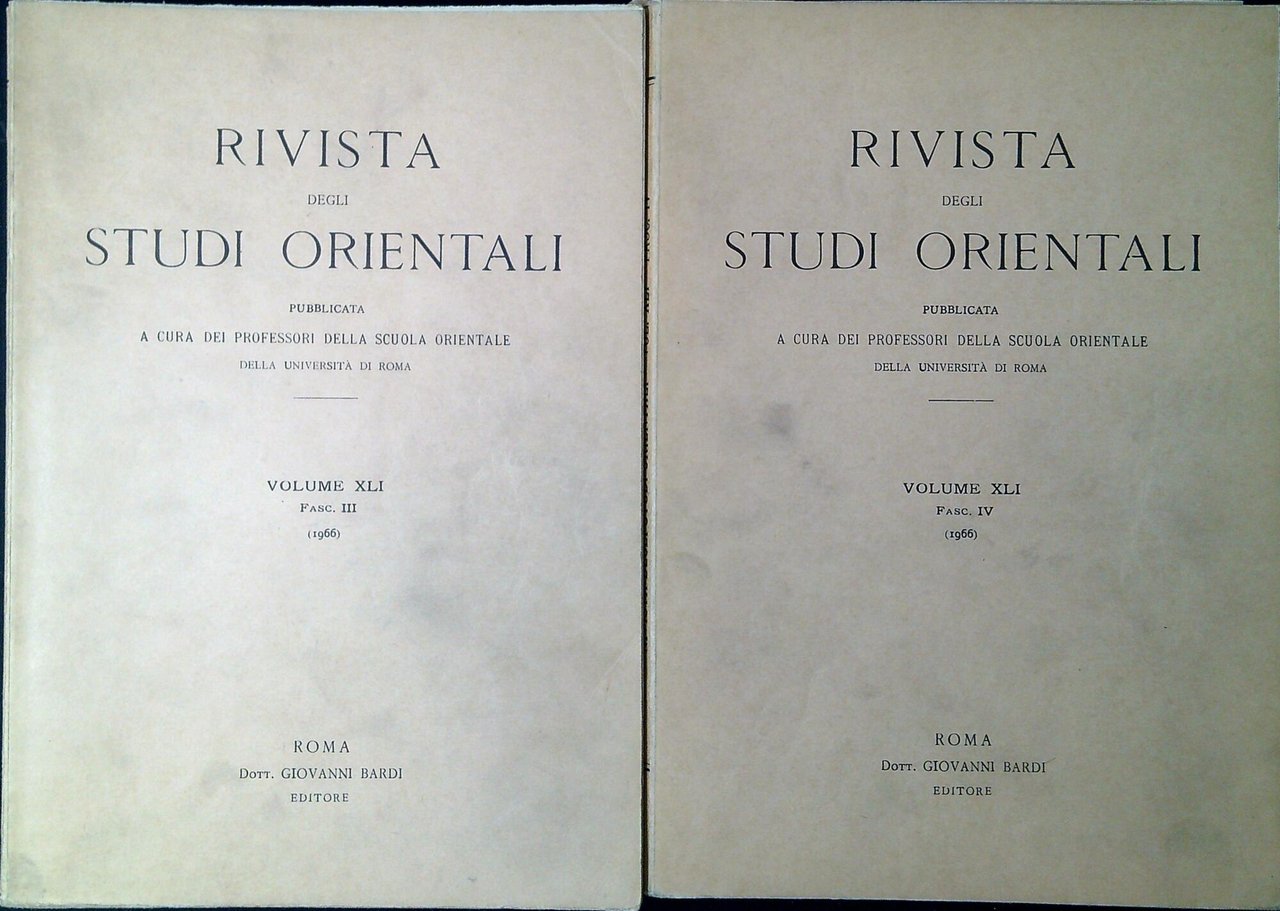 RIVISTA
DEGLI
STUDI ORIENTALI
PUBBLICATA
A CURA DEI PROFESSORI DELLA SCUOLA ORIENTALE
DELLA UNIVERSITÀ DI ROMA
VOLUME XLI
FASC. III
(1966)
ROMA
DOTT. GIOVANNI BARDI
EDITORE
RIVISTA
DEGLI
STUDI ORIENTALI
PUBBLICATA
A CURA DEI PROFESSORI DELLA SCUOLA ORIENTALE
DELLA UNIVERSITÀ DI ROMA
VOLUME XLI
FASC. IV
(1966)
ROMA
DOTT. GIOVANNI BARDI
EDITORE